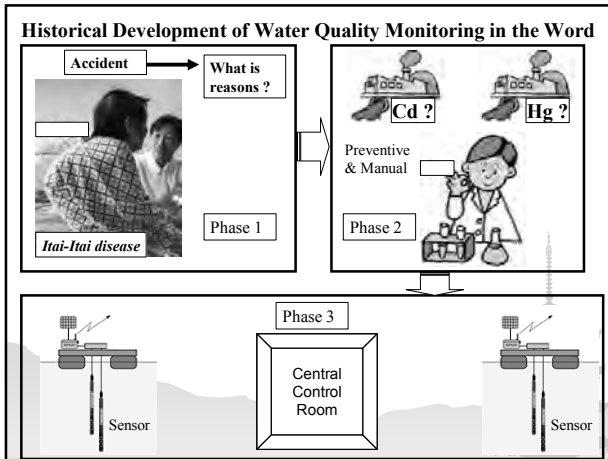 Historical Development of Water Quality Monitoring in the Word
Accident
What is
reasons ?
Itai-Itai disease
Phase 1
Cd ?
Hg ?
Preventive
& Manual
Phase 2
Phase 3
Sensor
Central
Control
Room
Sensor